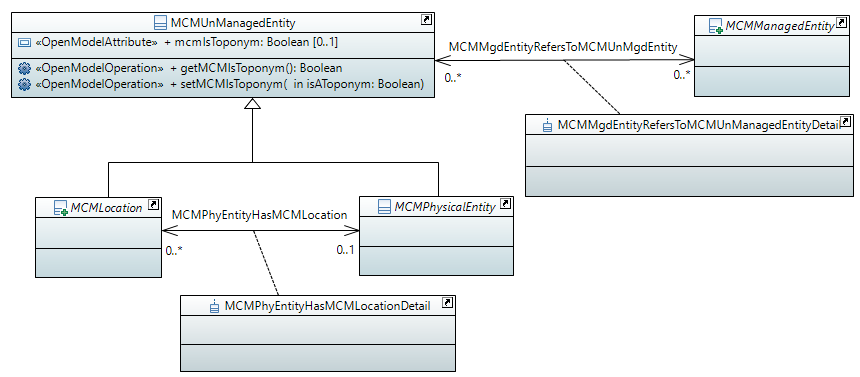 MCMUnManagedEntity
«OpenModelAttribute» + mcmIsToponym: Boolean [0..1]
«OpenModelOperation» + getMCMIsToponym(): Boolean
«OpenModelOperation» + setMCMIsToponym( in isAToponym: Boolean)
MCMMgdEntityRefersToMCMUnMgdEntity
0..*
0..*
MCMManagedEntity
MCMMgdEntityRefersToMCMUnManagedEntityDetail
MCMLocation
MCMPhyEntityHasMCMLocation
0..*
0..1
MCMPhysicalEntity
MCMPhyEntityHasMCMLocationDetail